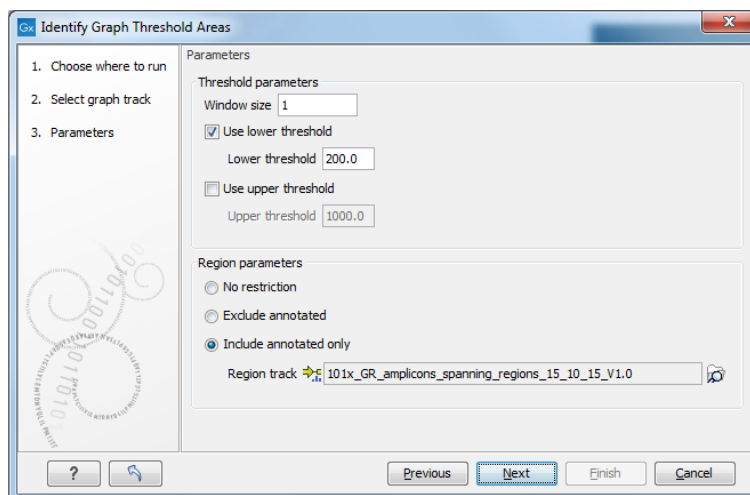 Gx Identify Graph Threshold Areas
X
1. Choose where to run
2. Select graph track
3. Parameters
Parameters
Threshold parameters
Window size 1
Use lower threshold
Lower threshold 200.0
Use upper threshold
Upper threshold 1000.0
Region parameters
No restriction
Exclude annotated
Include annotated only
Region track 101x_GR_amplicons_spanning_regions_15_10_15_V1.0
? Previous Next Finish Cancel